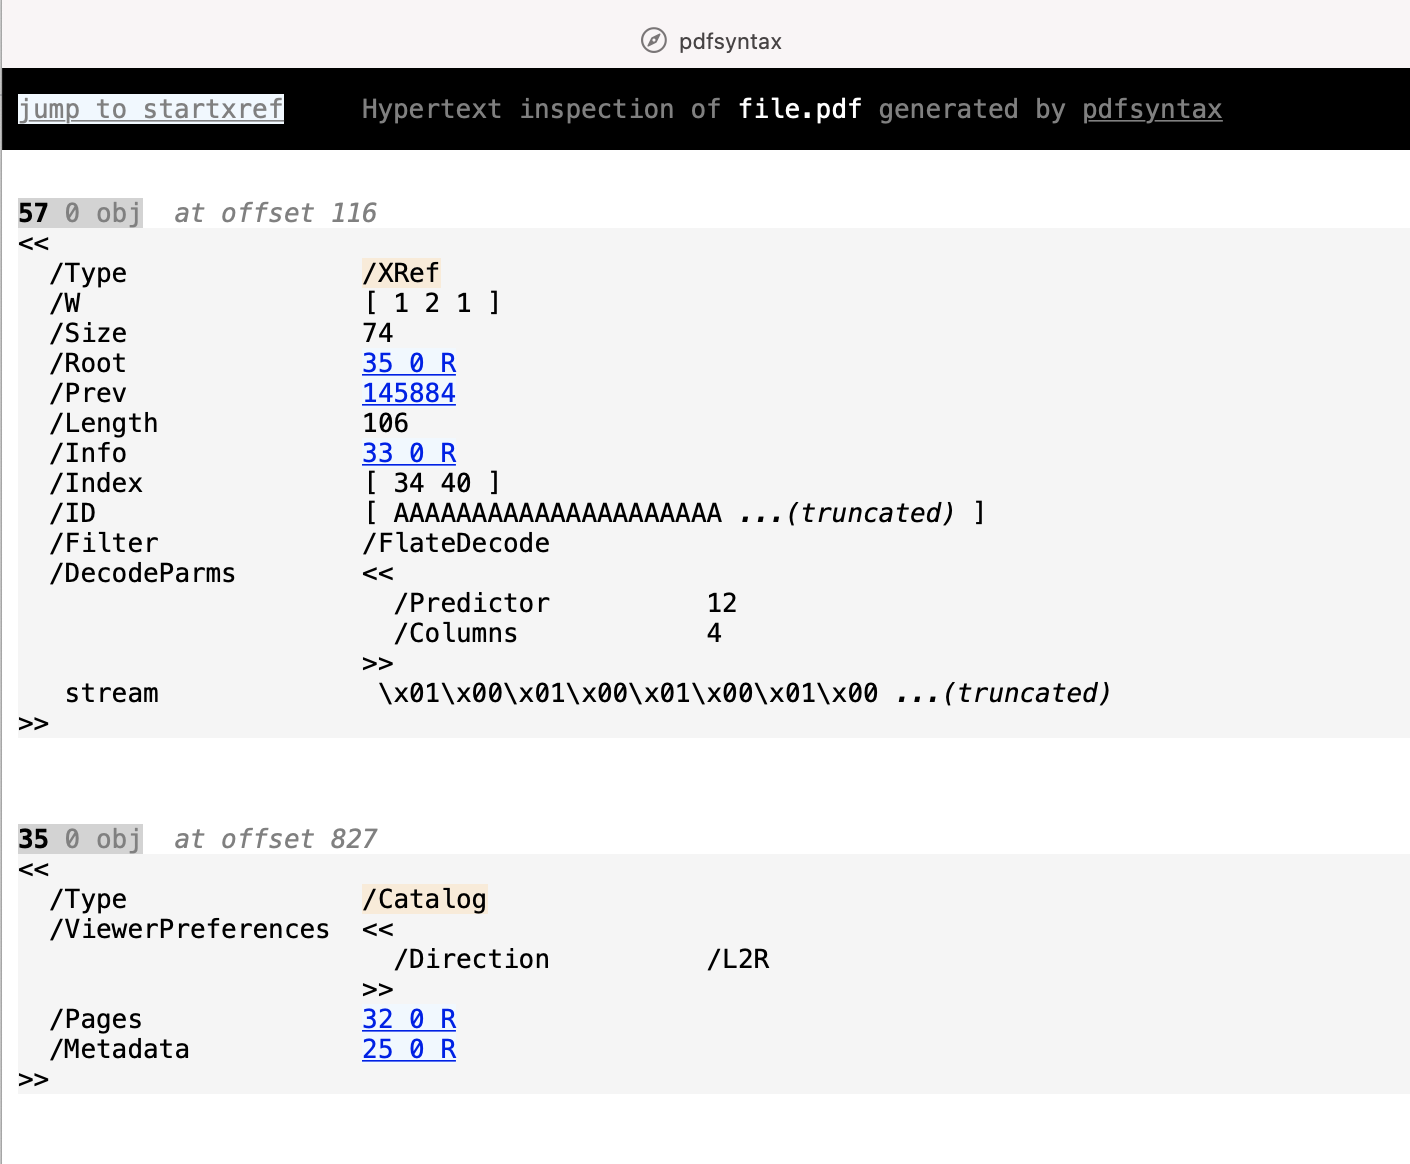 pdfsyntax
jump to startxref Hypertext inspection of file.pdf generated by pdfsyntax
57 0 obj at offset 116
<<
/Type /XRef
/W [ 1 2 1 ]
/Size 74
/Root 35 0 R
/Prev 145884
/Length 106
/Info 33 0 R
/Index [ 34 40 ]
/ID [ AAAAAAAAAAAAAAAAAAAAA ...(truncated) ]
/Filter /FlateDecode
/DecodeParms <<
/Predictor 12
/Columns 4
>>
stream \x01\x00\x01\x00\x01\x00\x01\x00 ...(truncated)
>>
35 0 obj at offset 827
<<
/Type /Catalog
/ViewerPreferences <<
/Direction /L2R
>>
/Pages 32 0 R
/Metadata 25 0 R
>>